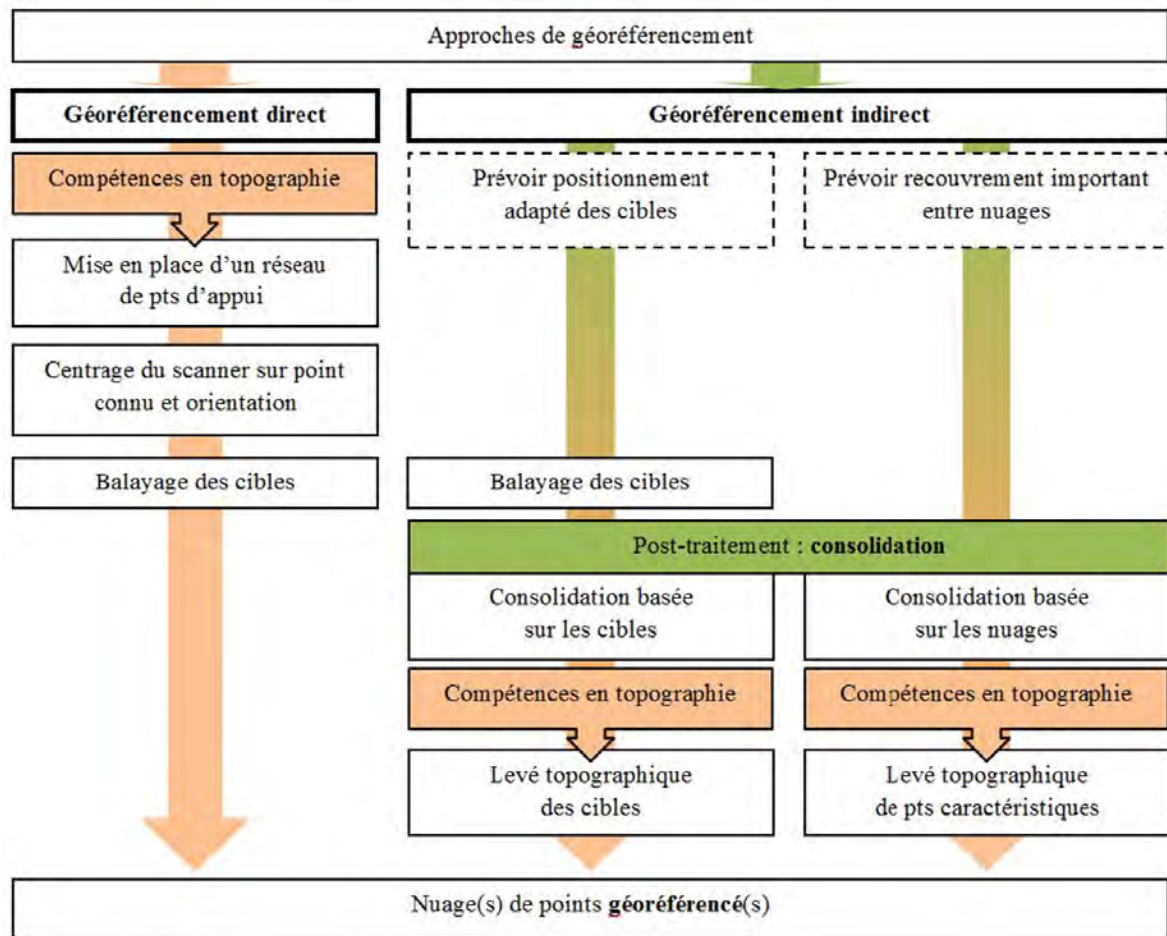 Approches de géoréférencement
Géoréférencement direct
Géoréférencement indirect
Compétences en topographie
Prévoir positionnement
adapté des cibles
Prévoir recouvrement important
entre nuages
Mise en place d'un réseau
de pts d'appui
Centrage du scanner sur point
connu et orientation
Balayage des cibles
Balayage des cibles
Post-traitement : consolidation
Consolidation basée
sur les cibles
Consolidation basée
sur les nuages
Compétences en topographie
Compétences en topographie
Levé topographique
des cibles
Levé topographique
de pts caractéristiques
Nuage(s) de points géoréférencé(s)